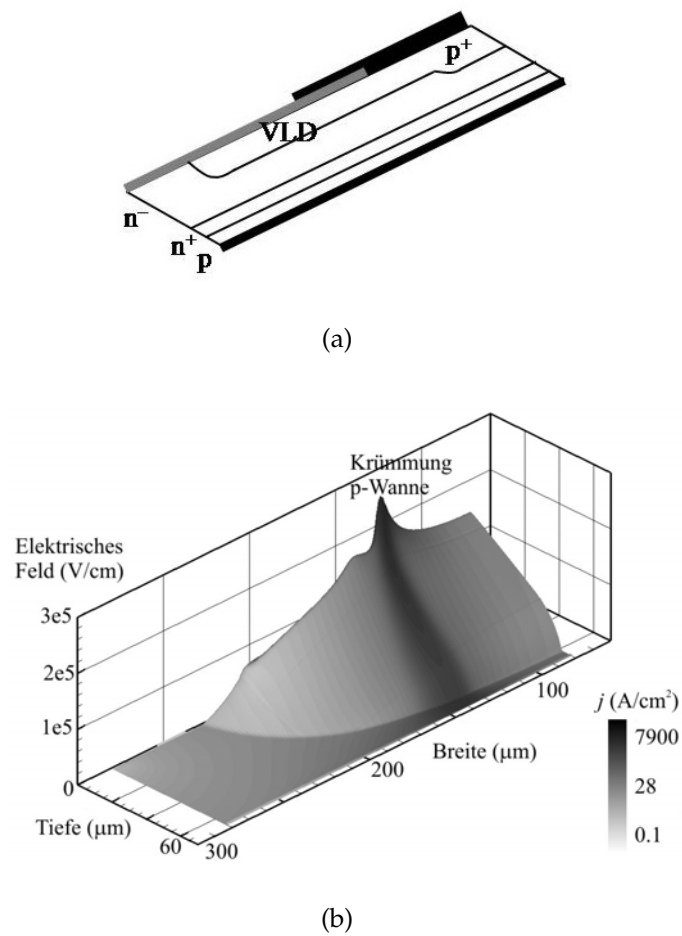 p⁺
VLD
n⁻
n⁺
p
(a)
Krümmung
p-Wanne
Elektrisches
Feld (V/cm)
3e5
2e5
1e5
0
100
j (A/cm²)
7900
28
0.1
Breite (µm)
200
Tiefe (µm)
60
300
(b)